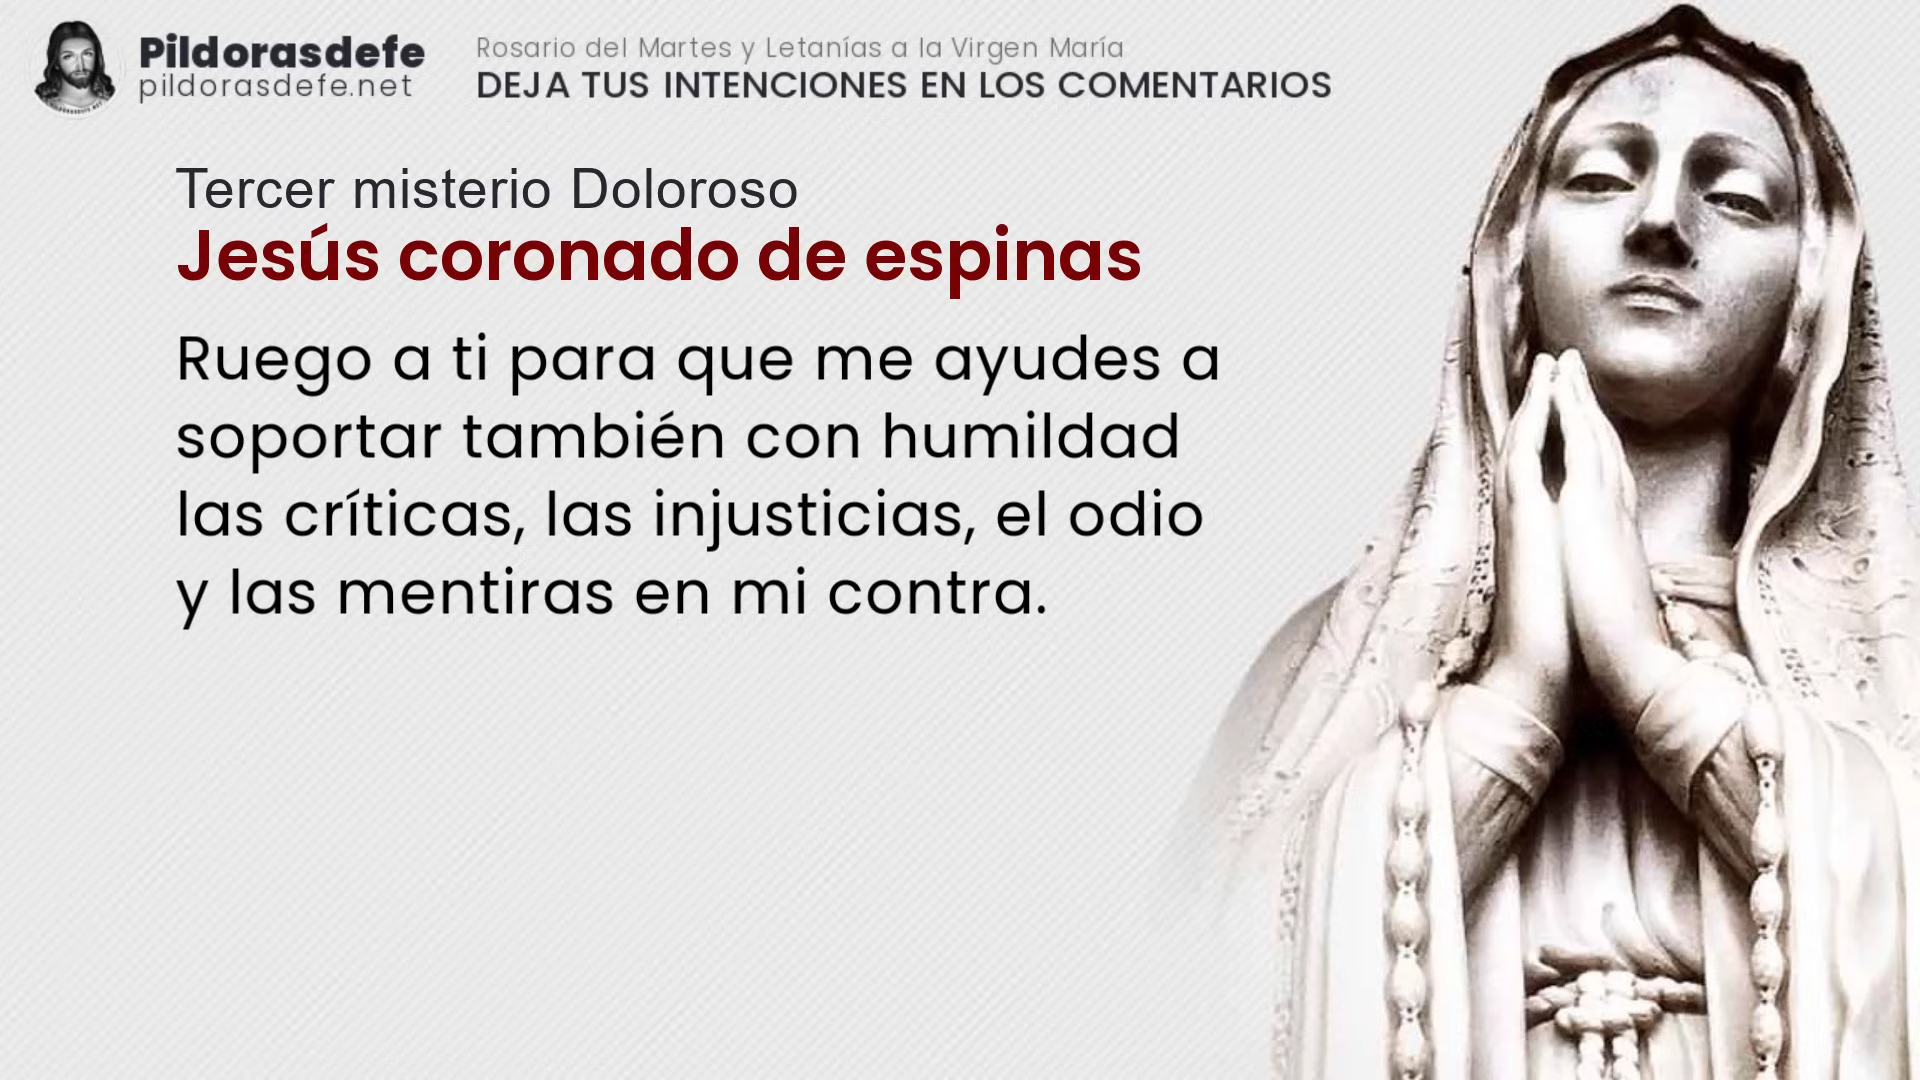 Pildorasdefe
pildorasdefe.net
Rosario del Martes y Letanías a la Virgen María
DEJA TUS INTENCIONES EN LOS COMENTARIOS
Tercer misterio Doloroso
Jesús coronado de espinas
Ruego a ti para que me ayudes a
soportar también con humildad
las críticas, las injusticias, el odio
y las mentiras en mi contra.